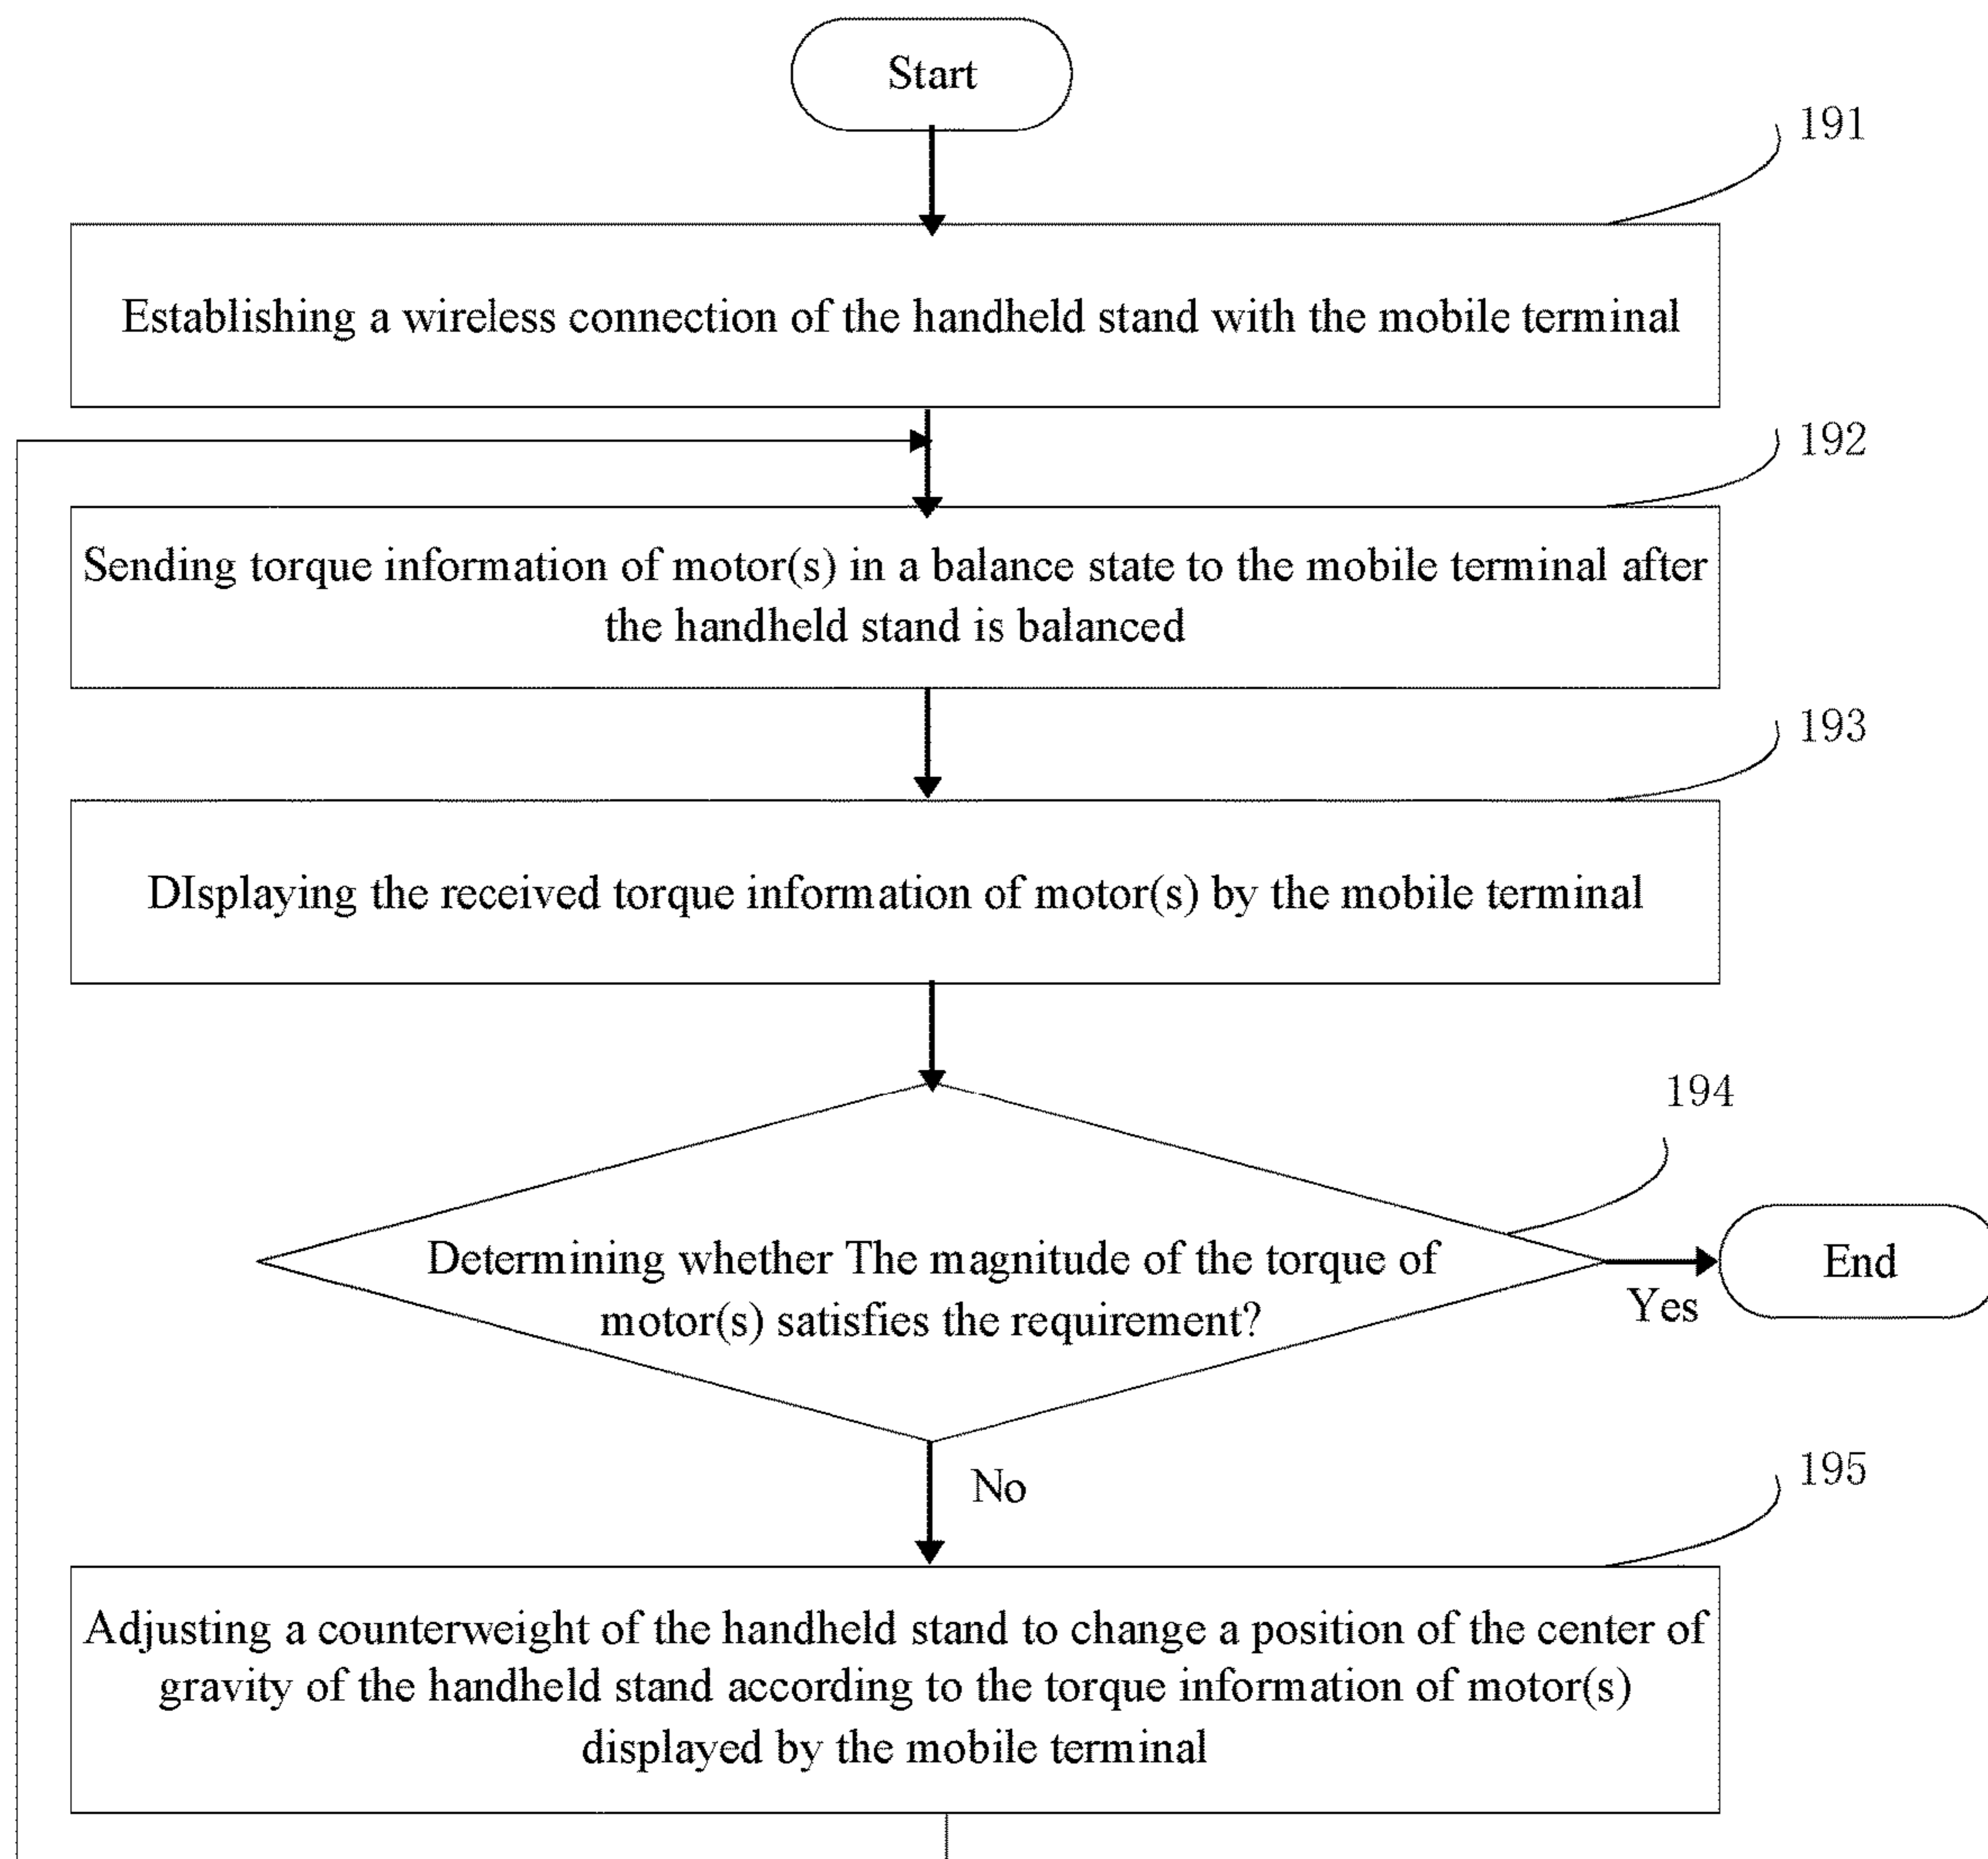 Start
191
Establishing a wireless connection of the handheld stand with the mobile terminal
192
Sending torque information of motor(s) in a balance state to the mobile terminal after
the handheld stand is balanced
193
DIsplaying the received torque information of motor(s) by the mobile terminal
194
Determining whether The magnitude of the torque of
motor(s) satisfies the requirement?
End
Yes
No
195
Adjusting a counterweight of the handheld stand to change a position of the center of
gravity of the handheld stand according to the torque information of motor(s)
displayed by the mobile terminal